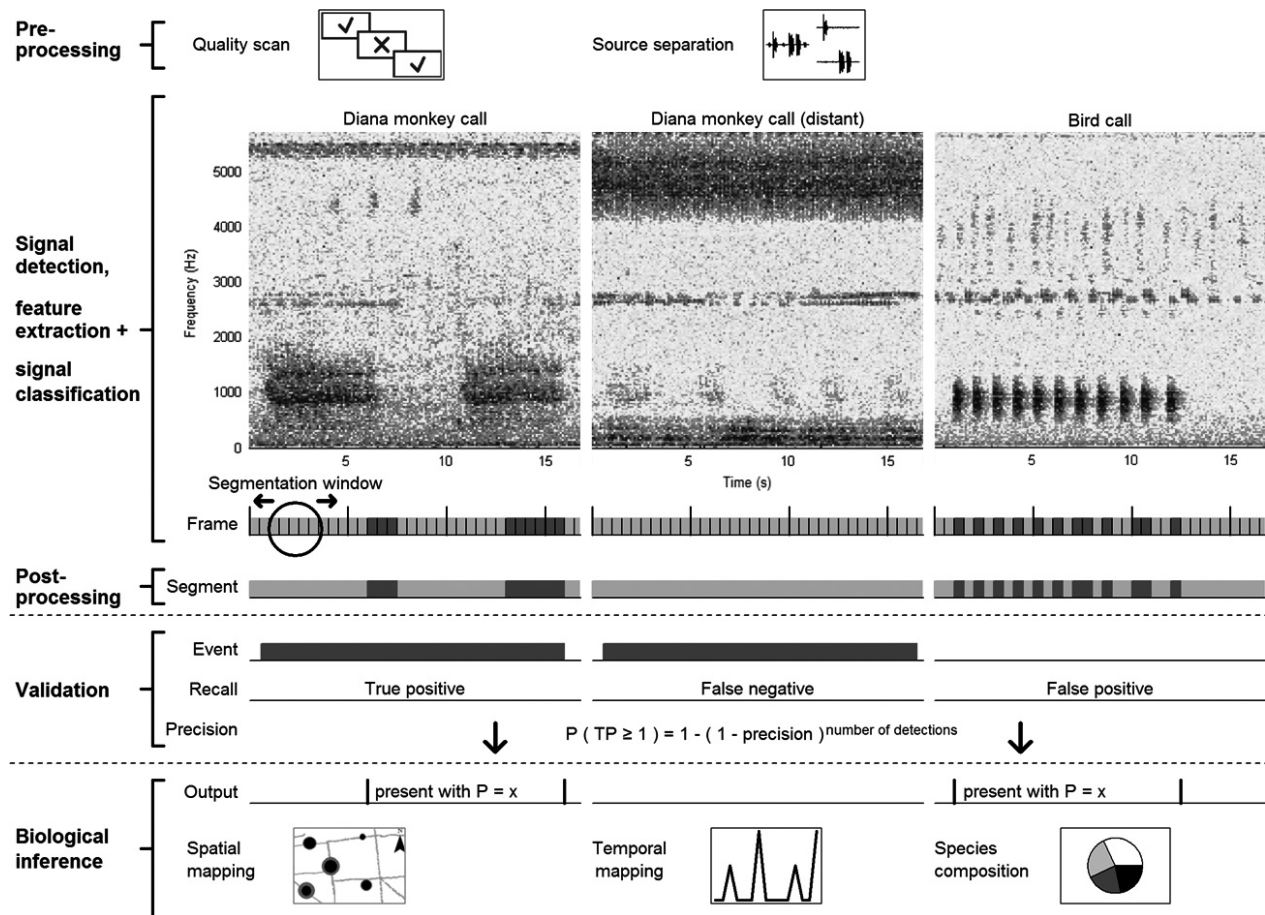 Pre-
processing
Quality scan
Source separation
Signal
detection,
feature
extraction +
signal
classification
Diana monkey call
Diana monkey call (distant)
Bird call
Frequency (Hz)
5000
4000
3000
2000
1000
0
5
10
15
5
10
15
5
10
15
Time (s)
Segmentation window
Frame
Post-
processing
Segment
Validation
Event
Recall
True positive
False negative
False positive
Precision
P ( TP ≥ 1 ) = 1 - ( 1 - precision ) number of detections
Biological
inference
Output
present with P = x
present with P = x
Spatial
mapping
N
Temporal
mapping
Species
composition